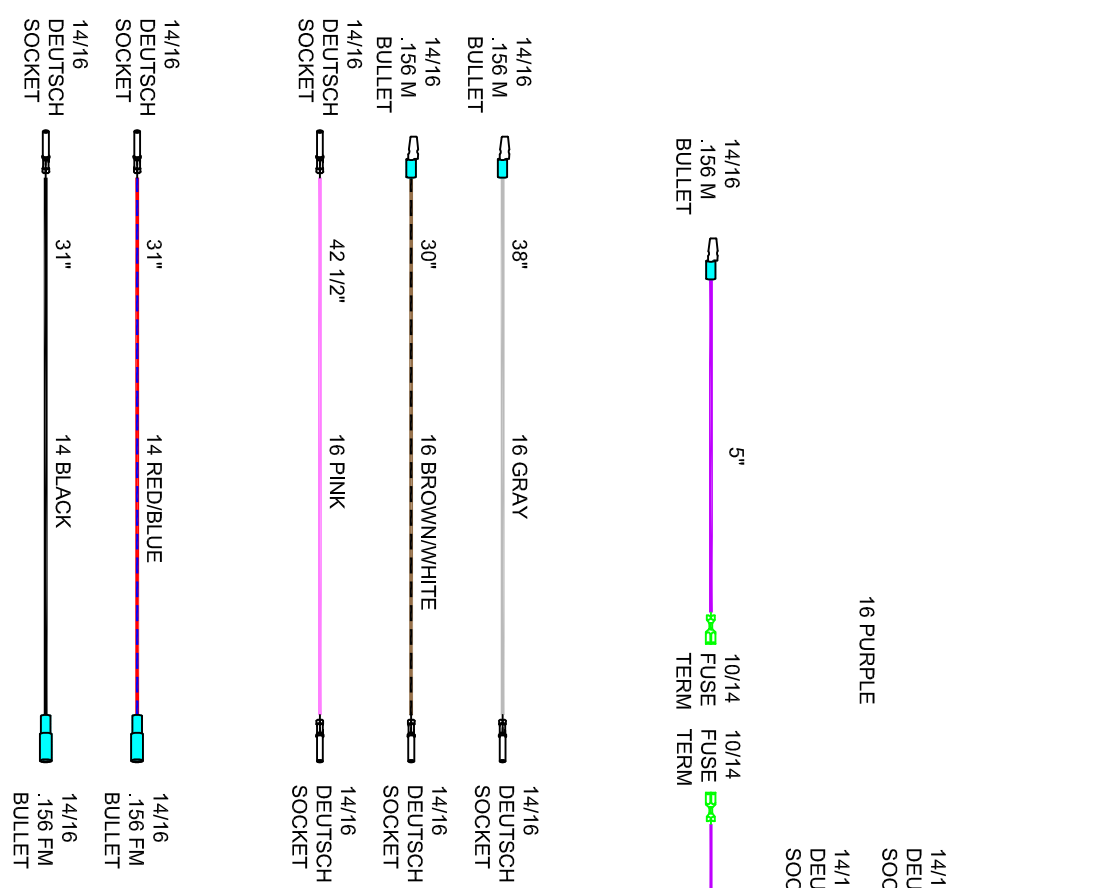 14/16
DEUTSCH
SOCKET
31"
14 BLACK
14/16
.156 FM
BULLET
14/16
DEUTSCH
SOCKET
31"
14 RED/BLUE
14/16
.156 FM
BULLET
14/16
DEUTSCH
SOCKET
42 1/2"
16 PINK
14/16
DEUTSCH
SOCKET
14/16
.156 M
BULLET
30"
16 BROWN/WHITE
14/16
DEUTSCH
SOCKET
14/16
.156 M
BULLET
38"
16 GRAY
14/16
DEUTSCH
SOCKET
14/16
.156 M
BULLET
5"
16 PURPLE
10/14
FUSE
TERM
10/14
FUSE
TERM